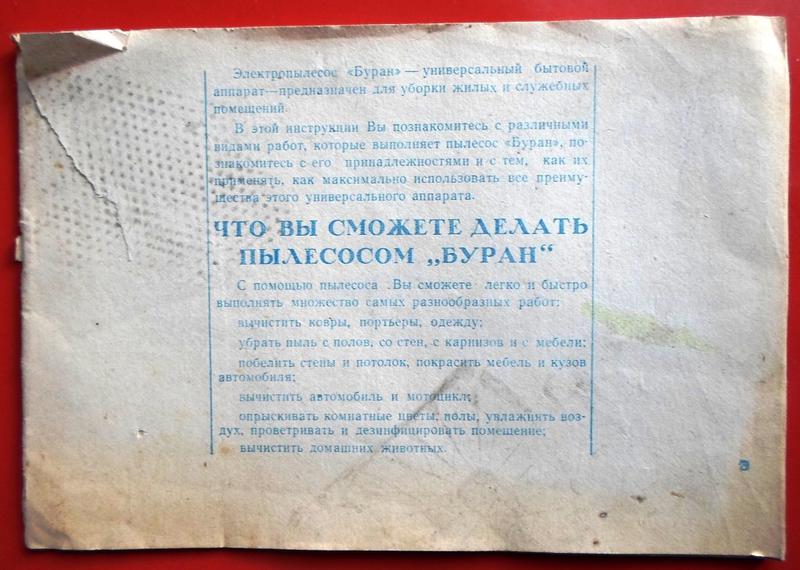 Электропылесос «Буран» — универсальный бытовой
аппарат—предназначен для уборки жилых и служебных
помещений.
В этой инструкции Вы познакомитесь с различными
видами работ, которые выполняет пылесос «Буран», по-
знакомитесь с его принадлежностями и с тем, как их
применять, как максимально использовать все преиму-
щества этого универсального аппарата.
ЧТО ВЫ СМОЖЕТЕ ДЕЛАТЬ
ПЫЛЕСОСОМ „БУРАН“
С помощью пылесоса Вы сможете легко и быстро
выполнять множество самых разнообразных работ:
вычистить ковры, портьеры, одежду;
убрать пыль с полов, со стен, с карнизов и с мебели;
побелить стены и потолок, покрасить мебель и кузов
автомобиля;
вычистить автомобиль и мотоцикл;
опрыскивать комнатные цветы, полы, увлажнять воз-
дух, проветривать и дезинфицировать помещение;
вычистить домашних животных.